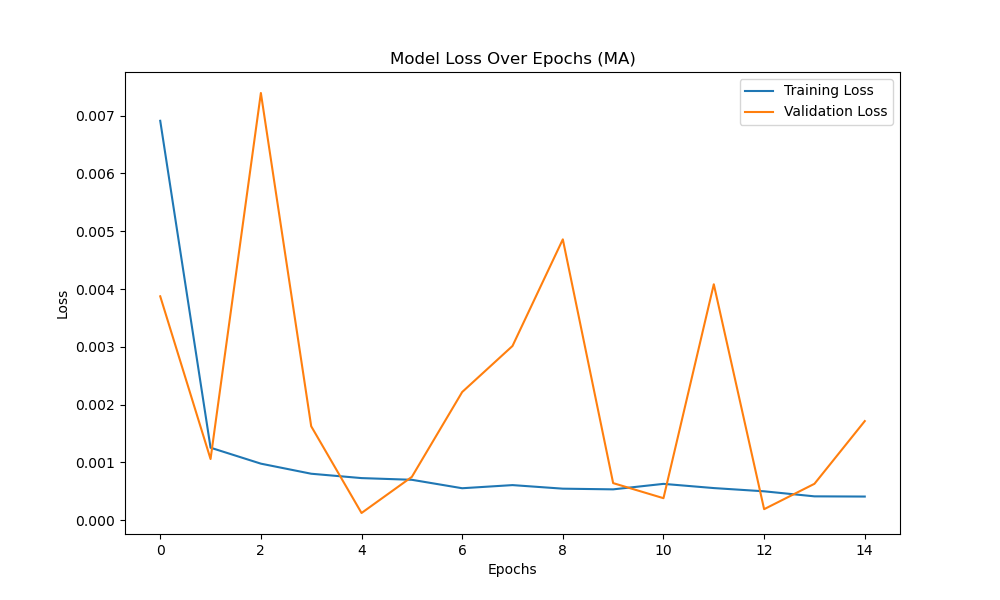 Model Loss Over Epochs (MA)
Training Loss
Validation Loss
0.007
0.006
0.005
0.004
0.003
0.002
0.001
0.000
Loss
0 2 4 6 8 10 12 14
Epochs